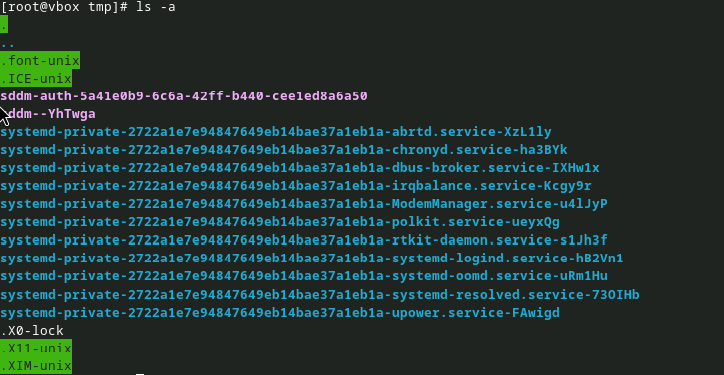 [root@vbox tmp]# ls -a
.
..
.font-unix
.ICE-unix
sddm-auth-5a41e0b9-6c6a-42ff-b440-cee1ed8a6a50
ddm--YhTwga
systemd-private-2722a1e7e94847649eb14bae37a1eb1a-abrtd.service-XzL1ly
systemd-private-2722a1e7e94847649eb14bae37a1eb1a-chronyd.service-ha3BYk
systemd-private-2722a1e7e94847649eb14bae37a1eb1a-dbus-broker.service-IXHw1x
systemd-private-2722a1e7e94847649eb14bae37a1eb1a-irqbalance.service-Kcgy9r
systemd-private-2722a1e7e94847649eb14bae37a1eb1a-ModemManager.service-u4lJyP
systemd-private-2722a1e7e94847649eb14bae37a1eb1a-polkit.service-ueyxQg
systemd-private-2722a1e7e94847649eb14bae37a1eb1a-rtkit-daemon.service-s1Jh3f
systemd-private-2722a1e7e94847649eb14bae37a1eb1a-systemd-logind.service-hB2Vn1
systemd-private-2722a1e7e94847649eb14bae37a1eb1a-systemd-oomd.service-uRm1Hu
systemd-private-2722a1e7e94847649eb14bae37a1eb1a-systemd-resolved.service-73OIHb
systemd-private-2722a1e7e94847649eb14bae37a1eb1a-upower.service-FAwigd
.X0-lock
.X11-unix
.XIM-unix